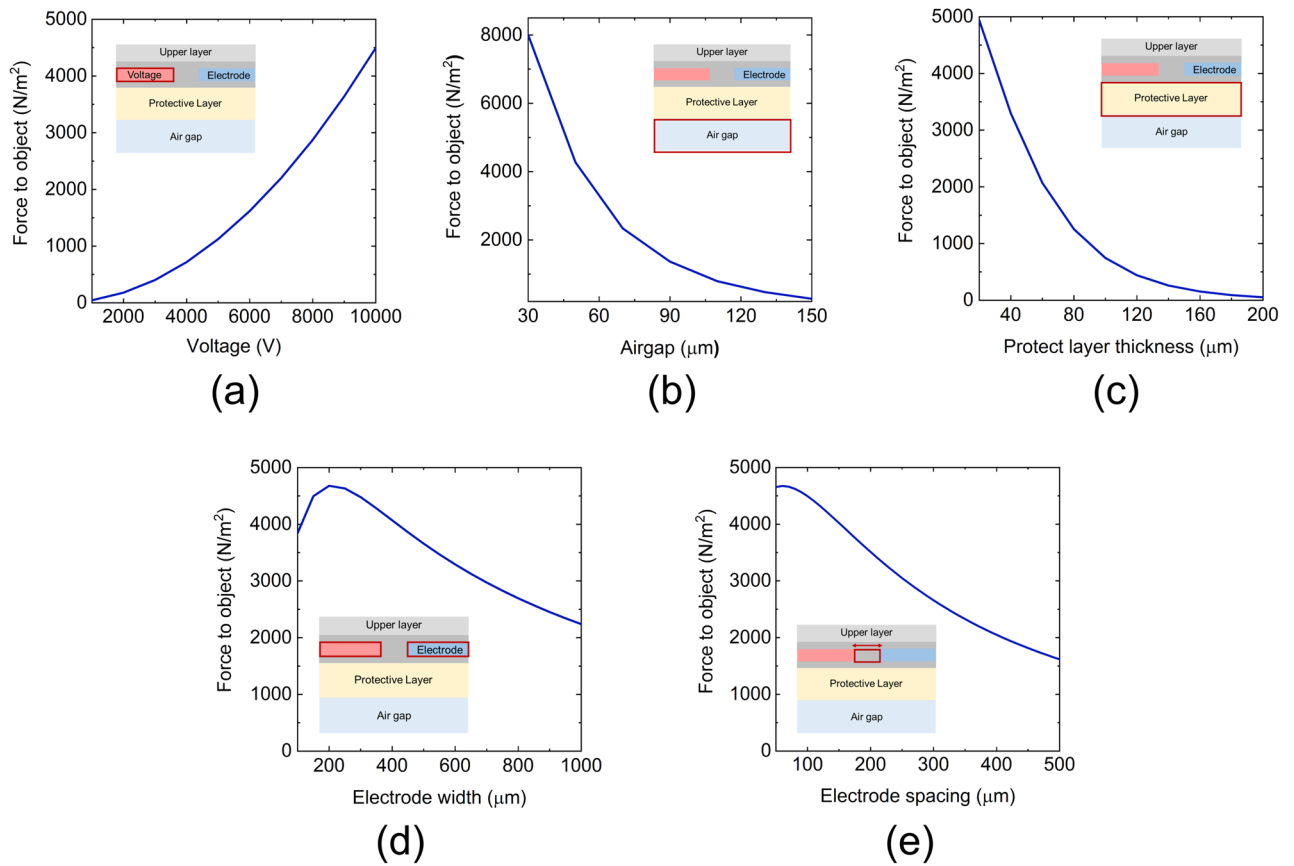 5000
4000
3000
2000
1000
0
Force to object (N/m²)
Upper layer
Voltage
Electrode
Protective Layer
Air gap
2000 4000 6000 8000 10000
Voltage (V)
(a)
8000
6000
4000
2000
Force to object (N/m²)
Upper layer
Electrode
Protective Layer
Air gap
30 60 90 120 150
Airgap (μm)
(b)
5000
4000
3000
2000
1000
0
Force to object (N/m²)
Upper layer
Electrode
Protective Layer
Air gap
40 80 120 160 200
Protect layer thickness (μm)
(c)
5000
4000
3000
2000
1000
0
Force to object (N/m²)
Upper layer
Electrode
Protective Layer
Air gap
200 400 600 800 1000
Electrode width (μm)
(d)
5000
4000
3000
2000
1000
0
Force to object (N/m²)
Upper layer
Protective Layer
Air gap
100 200 300 400 500
Electrode spacing (μm)
(e)